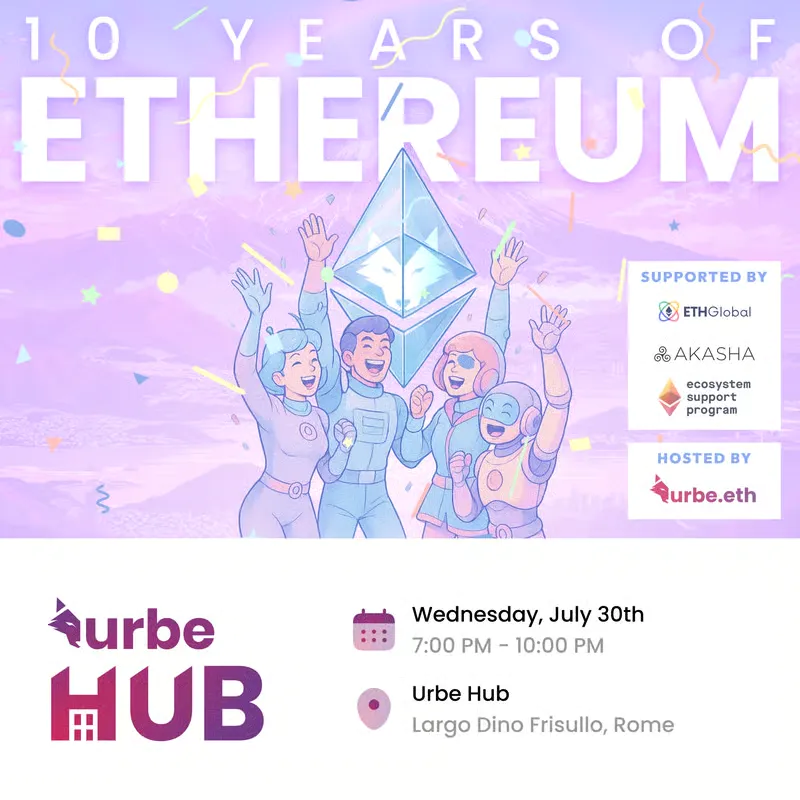 10 YEARS OF
ETHEREUM
SUPPORTED BY
ETHGlobal
AKASHA
ecosystem
support
program
HOSTED BY
urbe.eth
urbe
HUB
Wednesday, July 30th
7:00 PM - 10:00 PM
Urbe Hub
Largo Dino Frisullo, Rome